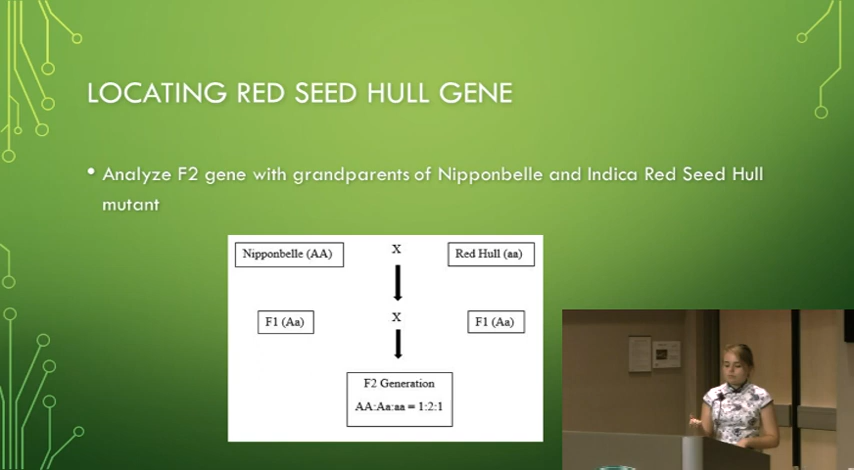 LOCATING RED SEED HULL GENE
• Analyze F2 gene with grandparents of Nipponbelle and Indica Red Seed Hull
mutant
Nipponbelle (AA) X Red Hull (aa)
F1 (Aa) X F1 (Aa)
F2 Generation
AA:Aa:aa = 1:2:1